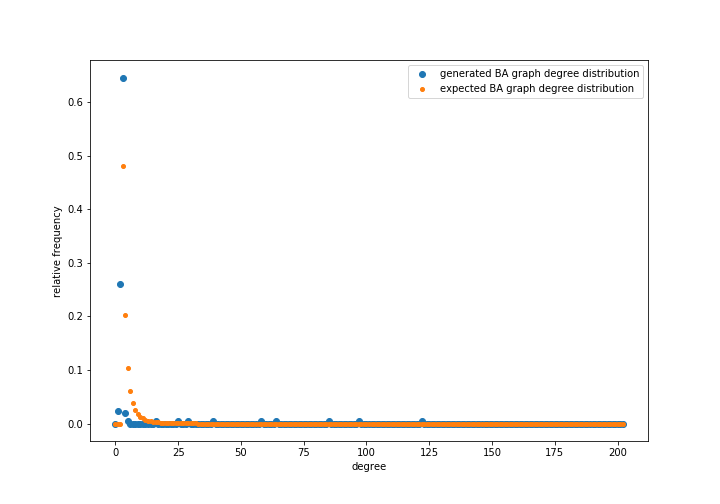 generated BA graph degree distribution
expected BA graph degree distribution
relative frequency
0.6
0.5
0.4
0.3
0.2
0.1
0.0
0 25 50 75 100 125 150 175 200
degree